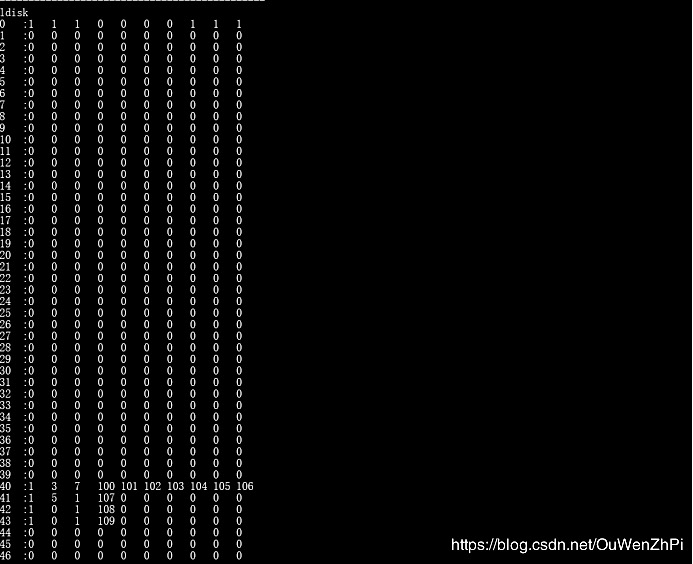 ldisk
0 :1 1 1 0 0 0 0 1 1 1
1 :0 0 0 0 0 0 0 0 0 0
2 :0 0 0 0 0 0 0 0 0 0
3 :0 0 0 0 0 0 0 0 0 0
4 :0 0 0 0 0 0 0 0 0 0
5 :0 0 0 0 0 0 0 0 0 0
6 :0 0 0 0 0 0 0 0 0 0
7 :0 0 0 0 0 0 0 0 0 0
8 :0 0 0 0 0 0 0 0 0 0
9 :0 0 0 0 0 0 0 0 0 0
10 :0 0 0 0 0 0 0 0 0 0
11 :0 0 0 0 0 0 0 0 0 0
12 :0 0 0 0 0 0 0 0 0 0
13 :0 0 0 0 0 0 0 0 0 0
14 :0 0 0 0 0 0 0 0 0 0
15 :0 0 0 0 0 0 0 0 0 0
16 :0 0 0 0 0 0 0 0 0 0
17 :0 0 0 0 0 0 0 0 0 0
18 :0 0 0 0 0 0 0 0 0 0
19 :0 0 0 0 0 0 0 0 0 0
20 :0 0 0 0 0 0 0 0 0 0
21 :0 0 0 0 0 0 0 0 0 0
22 :0 0 0 0 0 0 0 0 0 0
23 :0 0 0 0 0 0 0 0 0 0
24 :0 0 0 0 0 0 0 0 0 0
25 :0 0 0 0 0 0 0 0 0 0
26 :0 0 0 0 0 0 0 0 0 0
27 :0 0 0 0 0 0 0 0 0 0
28 :0 0 0 0 0 0 0 0 0 0
29 :0 0 0 0 0 0 0 0 0 0
30 :0 0 0 0 0 0 0 0 0 0
31 :0 0 0 0 0 0 0 0 0 0
32 :0 0 0 0 0 0 0 0 0 0
33 :0 0 0 0 0 0 0 0 0 0
34 :0 0 0 0 0 0 0 0 0 0
35 :0 0 0 0 0 0 0 0 0 0
36 :0 0 0 0 0 0 0 0 0 0
37 :0 0 0 0 0 0 0 0 0 0
38 :0 0 0 0 0 0 0 0 0 0
39 :0 0 0 0 0 0 0 0 0 0
40 :1 3 7 100 101 102 103 104 105 106
41 :1 5 1 107 0 0 0 0 0 0
42 :1 0 1 108 0 0 0 0 0 0
43 :1 0 1 109 0 0 0 0 0 0
44 :0 0 0 0 0 0 0 0 0 0
45 :0 0 0 0 0 0 0 0 0 0
46 :0 0 0 0 0 0 0 0 0 0
https://blog.csdn.net/OuWenZhPi